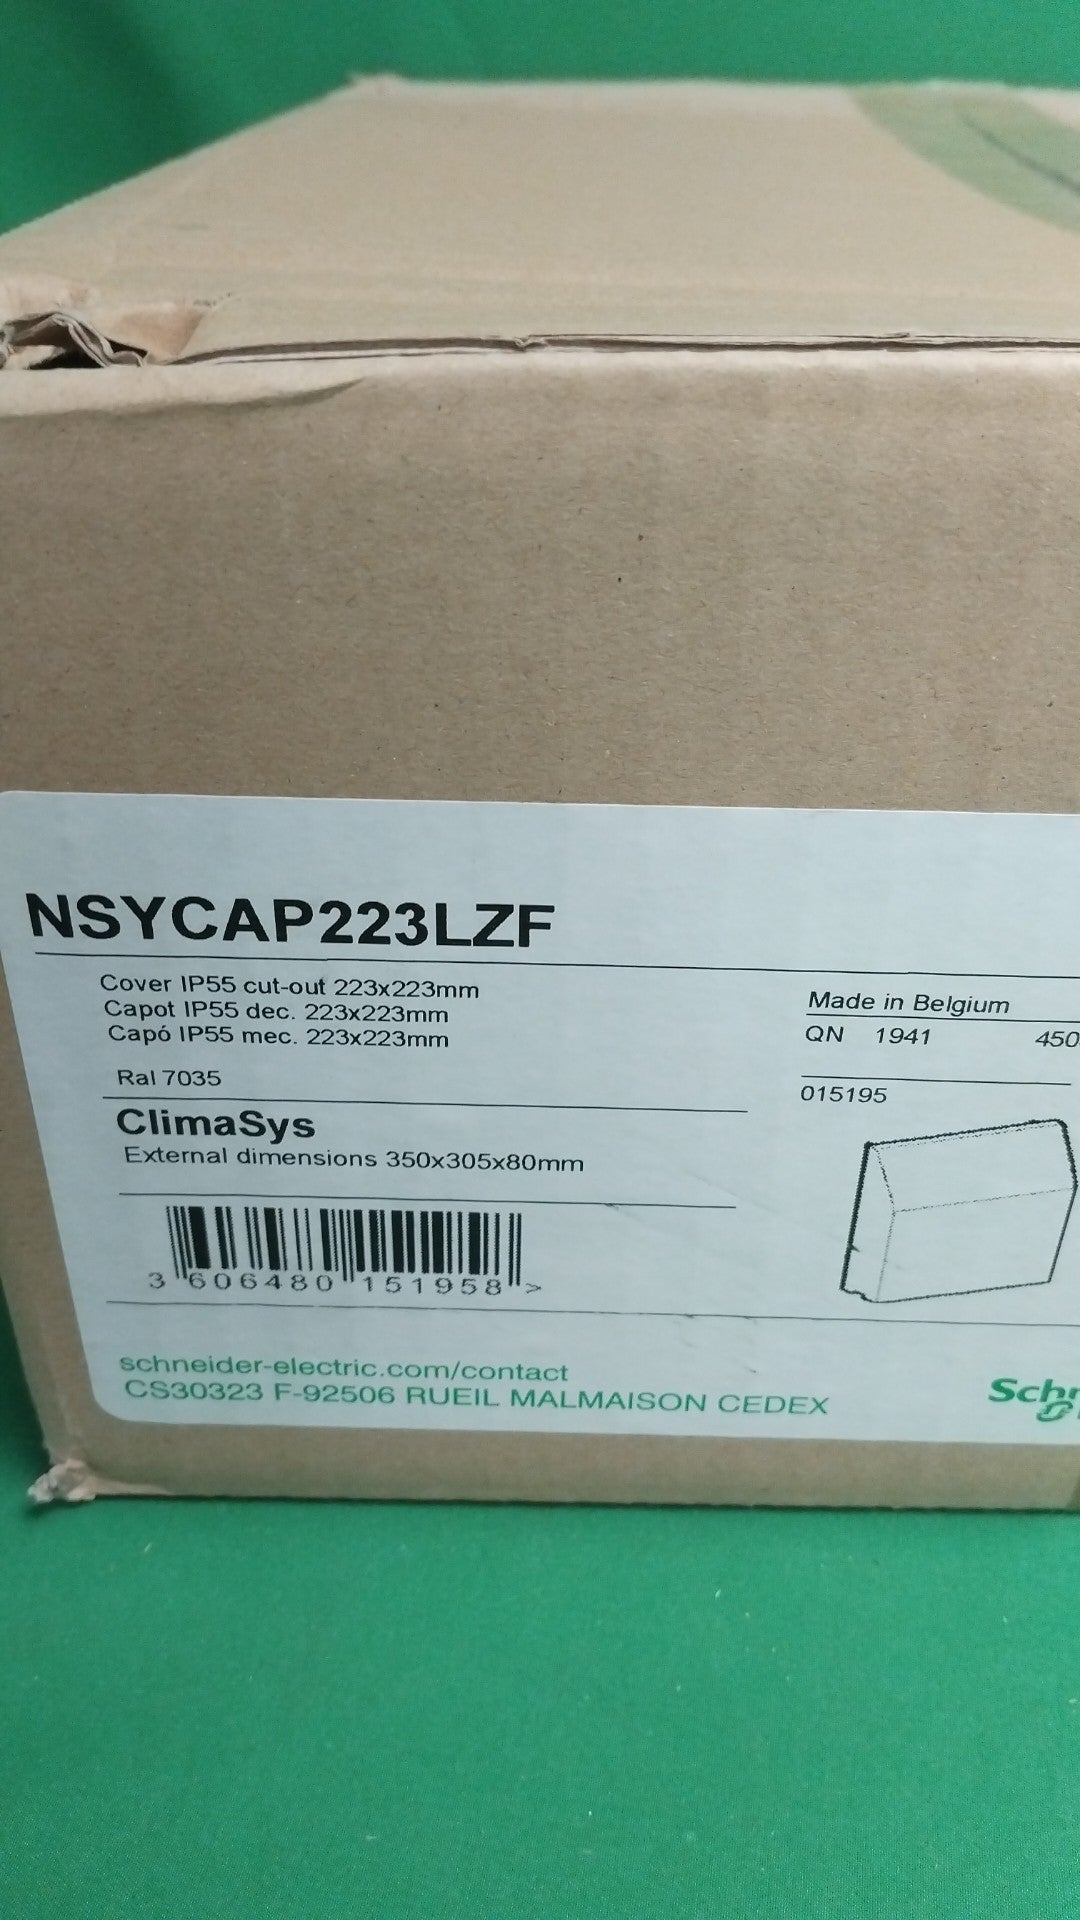 NSYCAP223LZF
Cover IP55 cut-out 223x223mm
Capot IP55 dec. 223x223mm
Capó IP55 mec. 223x223mm
Ral 7035
ClimaSys
External dimensions 350x305x80mm
3 606480 151958 >
Made in Belgium
QN 1941 450
015195
schneider-electric.com/contact
CS30323 F-92506 RUEIL MALMAISON CEDEX
Sch